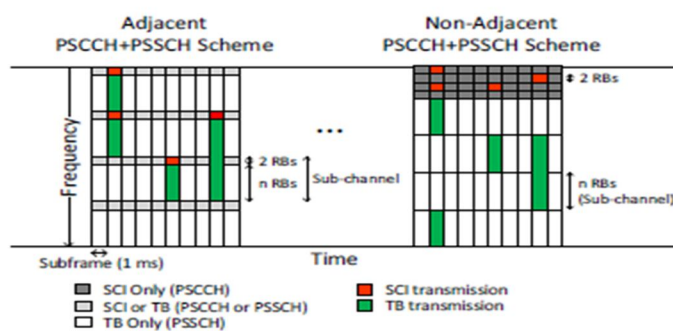 Adjacent
PSCCH+PSSCH Scheme
Non-Adjacent
PSCCH+PSSCH Scheme
Frequency
2 RBs
n RBs
Sub-channel
...
2 RBs
n RBs
(Sub-channel)
Subframe (1 ms)
Time
SCI Only (PSCCH)
SCI or TB (PSCCH or PSSCH)
TB Only (PSSCH)
SCI transmission
TB transmission